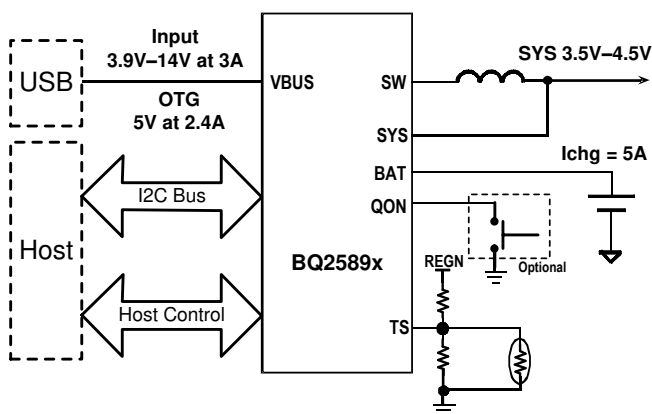 Input
3.9V–14V at 3A
SYS 3.5V–4.5V
USB
VBUS
SW
OTG
5V at 2.4A
SYS
Ichg = 5A
BAT
I2C Bus
QON
Host
BQ2589x
REGN
Optional
Host Control
TS